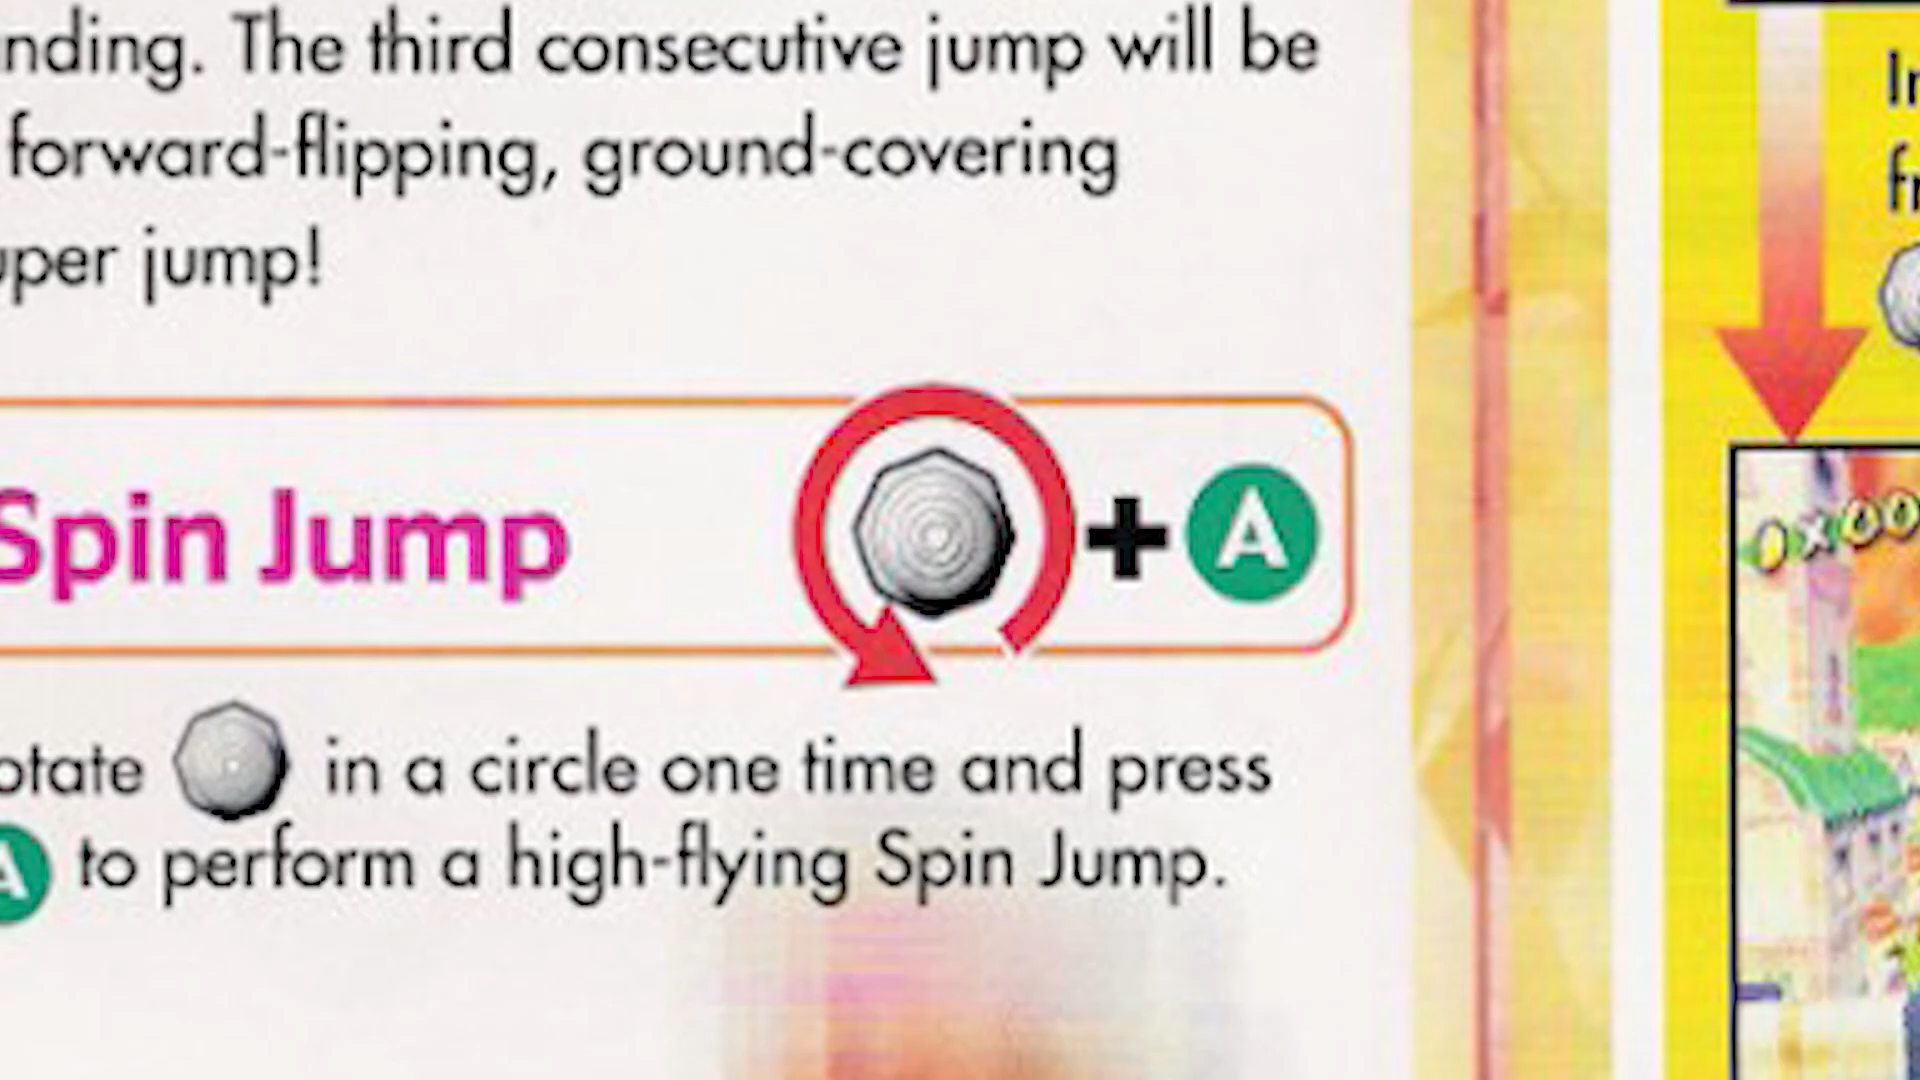 nding. The third consecutive jump will be
forward-flipping, ground-covering
uper jump!
Spin Jump + A
otate in a circle one time and press
A to perform a high-flying Spin Jump.